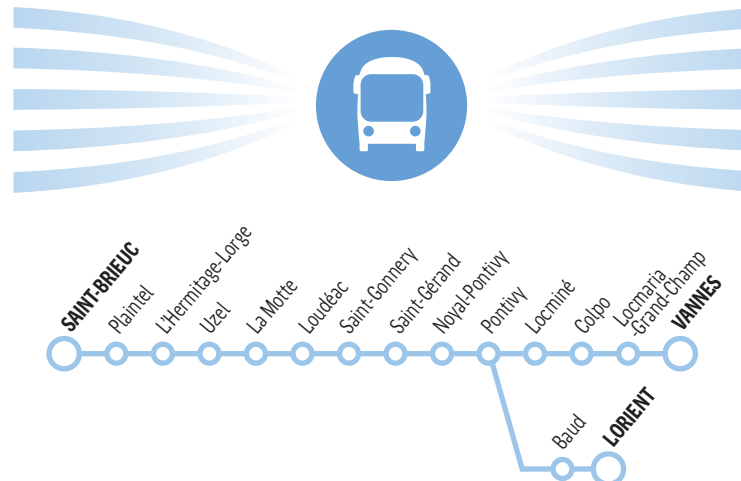 SAINT-BRIEUC
Plaintel
L'Hermitage-Lorge
Uzel
La Motte
Loudéac
Saint-Gonnery
Saint-Gérand
Noyal-Pontivy
Pontivy
Locminé
Colpo
Locmaria
-Grand-Champ
VANNES
Baud
LORIENT